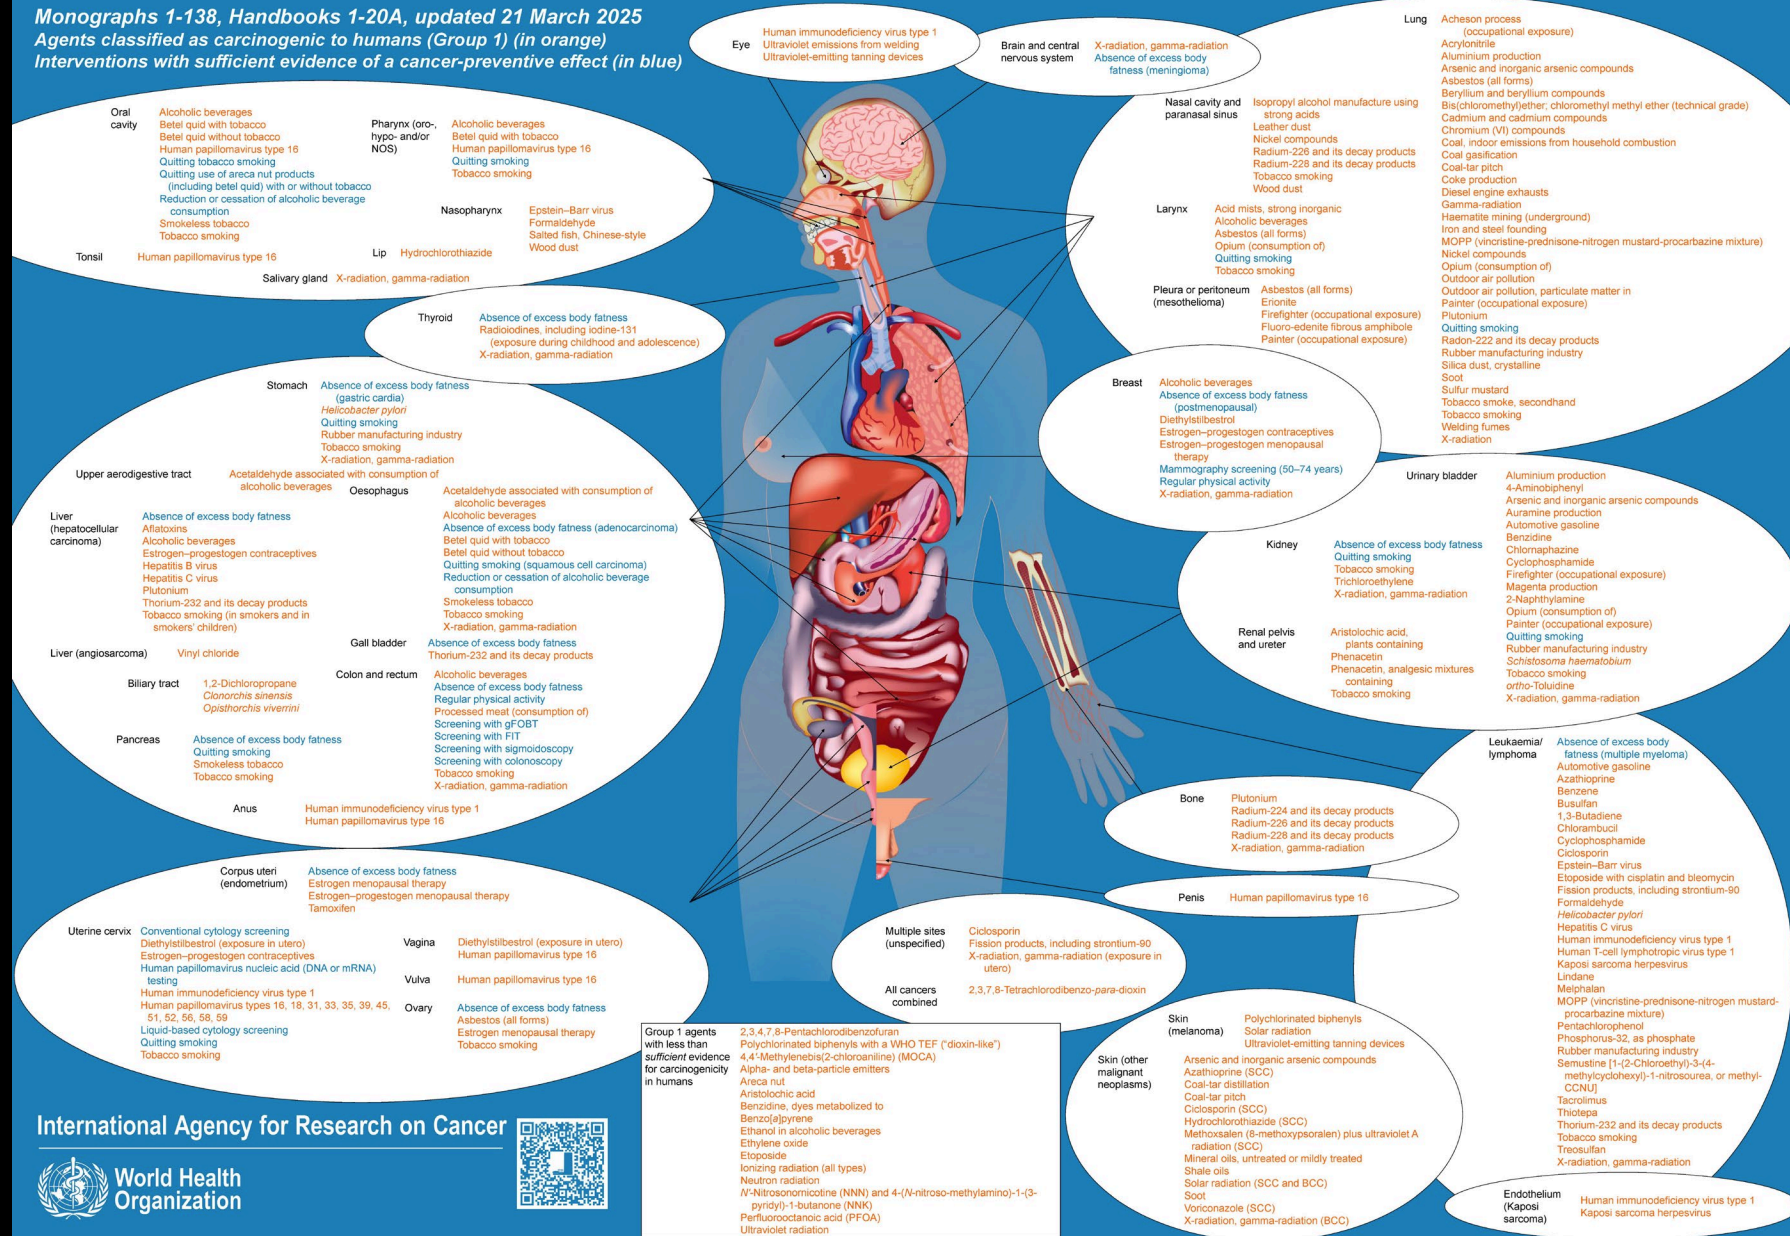 Monographs 1-138, Handbooks 1-20A, updated 21 March 2025
Agents classified as carcinogenic to humans (Group 1) (in orange)
Interventions with sufficient evidence of a cancer-preventive effect (in blue)
Eye
Human immunodeficiency virus type 1
Ultraviolet emissions from welding
Ultraviolet-emitting tanning devices
Brain and central
nervous system
X-radiation, gamma-radiation
Absence of excess body
fatness (meningioma)
Oral
cavity
Alcoholic beverages
Betel quid with tobacco
Betel quid without tobacco
Human papillomavirus type 16
Quitting tobacco smoking
Quitting use of areca nut products
(including betel quid) with or without tobacco
Reduction or cessation of alcoholic beverage
consumption
Smokeless tobacco
Tobacco smoking
Pharynx (oro-,
hypo- and/or
NOS)
Alcoholic beverages
Betel quid with tobacco
Human papillomavirus type 16
Quitting smoking
Tobacco smoking
Nasopharynx
Epstein–Barr virus
Formaldehyde
Salted fish, Chinese-style
Wood dust
Tonsil
Human papillomavirus type 16
Lip
Hydrochlorothiazide
Salivary gland
X-radiation, gamma-radiation
Thyroid
Absence of excess body fatness
Radioiodines, including iodine-131
(exposure during childhood and adolescence)
X-radiation, gamma-radiation
Lung
Acheson process
(occupational exposure)
Acrylonitrile
Aluminium production
Arsenic and inorganic arsenic compounds
Asbestos (all forms)
Beryllium and beryllium compounds
Bis(chloromethyl)ether; chloromethyl methyl ether (technical grade)
Cadmium and cadmium compounds
Chromium (VI) compounds
Coal, indoor emissions from household combustion
Coal gasification
Coal-tar pitch
Coke production
Diesel engine exhausts
Gamma-radiation
Haematite mining (underground)
Iron and steel founding
MOPP (vincristine-prednisone-nitrogen mustard-procarbazine mixture)
Nickel compounds
Opium (consumption of)
Outdoor air pollution
Outdoor air pollution, particulate matter in
Painter (occupational exposure)
Plutonium
Quitting smoking
Radon-222 and its decay products
Rubber manufacturing industry
Silica dust, crystalline
Soot
Sulfur mustard
Tobacco smoke, secondhand
Tobacco smoking
Welding fumes
X-radiation
Nasal cavity and
paranasal sinus
Isopropyl alcohol manufacture using
strong acids
Leather dust
Nickel compounds
Radium-226 and its decay products
Radium-228 and its decay products
Tobacco smoking
Wood dust
Larynx
Acid mists, strong inorganic
Alcoholic beverages
Asbestos (all forms)
Opium (consumption of)
Quitting smoking
Tobacco smoking
Pleura or peritoneum
(mesothelioma)
Asbestos (all forms)
Erionite
Firefighter (occupational exposure)
Fluoro-edenite fibrous amphibole
Painter (occupational exposure)
Breast
Alcoholic beverages
Absence of excess body fatness
(postmenopausal)
Diethylstilbestrol
Estrogen–progestogen contraceptives
Estrogen–progestogen menopausal
therapy
Mammography screening (50–74 years)
Regular physical activity
X-radiation, gamma-radiation
Stomach
Absence of excess body fatness
(gastric cardia)
Helicobacter pylori
Quitting smoking
Rubber manufacturing industry
Tobacco smoking
X-radiation, gamma-radiation
Upper aerodigestive tract
Acetaldehyde associated with consumption of
alcoholic beverages
Oesophagus
Acetaldehyde associated with consumption of
alcoholic beverages
Alcoholic beverages
Absence of excess body fatness (adenocarcinoma)
Betel quid with tobacco
Betel quid without tobacco
Quitting smoking (squamous cell carcinoma)
Reduction or cessation of alcoholic beverage
consumption
Smokeless tobacco
Tobacco smoking
X-radiation, gamma-radiation
Liver
(hepatocellular
carcinoma)
Absence of excess body fatness
Aflatoxins
Alcoholic beverages
Estrogen–progestogen contraceptives
Hepatitis B virus
Hepatitis C virus
Plutonium
Thorium-232 and its decay products
Tobacco smoking (in smokers and in
smokers' children)
Liver (angiosarcoma)
Vinyl chloride
Gall bladder
Absence of excess body fatness
Thorium-232 and its decay products
Biliary tract
1,2-Dichloropropane
Clonorchis sinensis
Opisthorchis viverrini
Colon and rectum
Alcoholic beverages
Absence of excess body fatness
Regular physical activity
Processed meat (consumption of)
Screening with gFOBT
Screening with FIT
Screening with sigmoidoscopy
Screening with colonoscopy
Tobacco smoking
X-radiation, gamma-radiation
Pancreas
Absence of excess body fatness
Quitting smoking
Smokeless tobacco
Tobacco smoking
Anus
Human immunodeficiency virus type 1
Human papillomavirus type 16
Urinary bladder
Aluminium production
4-Aminobiphenyl
Arsenic and inorganic arsenic compounds
Auramine production
Automotive gasoline
Benzidine
Chlornaphazine
Cyclophosphamide
Firefighter (occupational exposure)
Magenta production
2-Naphthylamine
Opium (consumption of)
Painter (occupational exposure)
Quitting smoking
Rubber manufacturing industry
Schistosoma haematobium
Tobacco smoking
ortho-Toluidine
X-radiation, gamma-radiation
Kidney
Absence of excess body fatness
Quitting smoking
Tobacco smoking
Trichloroethylene
X-radiation, gamma-radiation
Renal pelvis
and ureter
Aristolochic acid,
plants containing
Phenacetin
Phenacetin, analgesic mixtures
containing
Tobacco smoking
Leukaemia/
lymphoma
Absence of excess body
fatness (multiple myeloma)
Automotive gasoline
Azathioprine
Benzene
Busulfan
1,3-Butadiene
Chlorambucil
Cyclophosphamide
Ciclosporin
Epstein–Barr virus
Etoposide with cisplatin and bleomycin
Fission products, including strontium-90
Formaldehyde
Helicobacter pylori
Hepatitis C virus
Human immunodeficiency virus type 1
Human T-cell lymphotropic virus type 1
Kaposi sarcoma herpesvirus
Lindane
Melphalan
MOPP (vincristine-prednisone-nitrogen mustard-
procarbazine mixture)
Pentachlorophenol
Phosphorus-32, as phosphate
Rubber manufacturing industry
Semustine [1-(2-Chloroethyl)-3-(4-
methylcyclohexyl)-1-nitrosourea, or methyl-
CCNU]
Tacrolimus
Thiotepa
Thorium-232 and its decay products
Tobacco smoking
Treosulfan
X-radiation, gamma-radiation
Bone
Plutonium
Radium-224 and its decay products
Radium-226 and its decay products
Radium-228 and its decay products
X-radiation, gamma-radiation
Penis
Human papillomavirus type 16
Corpus uteri
(endometrium)
Absence of excess body fatness
Estrogen menopausal therapy
Estrogen–progestogen menopausal therapy
Tamoxifen
Uterine cervix
Conventional cytology screening
Diethylstilbestrol (exposure in utero)
Estrogen–progestogen contraceptives
Human papillomavirus nucleic acid (DNA or mRNA)
testing
Human immunodeficiency virus type 1
Human papillomavirus types 16, 18, 31, 33, 35, 39, 45,
51, 52, 56, 58, 59
Liquid-based cytology screening
Quitting smoking
Tobacco smoking
Vagina
Diethylstilbestrol (exposure in utero)
Human papillomavirus type 16
Vulva
Human papillomavirus type 16
Ovary
Absence of excess body fatness
Asbestos (all forms)
Estrogen menopausal therapy
Tobacco smoking
Multiple sites
(unspecified)
Ciclosporin
Fission products, including strontium-90
X-radiation, gamma-radiation (exposure in
utero)
All cancers
combined
2,3,7,8-Tetrachlorodibenzo-para-dioxin
Group 1 agents
with less than
sufficient evidence
for carcinogenicity
in humans
2,3,4,7,8-Pentachlorodibenzofuran
Polychlorinated biphenyls with a WHO TEF ("dioxin-like")
4,4'-Methylenebis(2-chloroaniline) (MOCA)
Alpha- and beta-particle emitters
Areca nut
Aristolochic acid
Benzidine, dyes metabolized to
Benzo[a]pyrene
Ethanol in alcoholic beverages
Ethylene oxide
Etoposide
Ionizing radiation (all types)
Neutron radiation
N'-Nitrosonornicotine (NNN) and 4-(N-nitroso-methylamino)-1-(3-
pyridyl)-1-butanone (NNK)
Perfluorooctanoic acid (PFOA)
Ultraviolet radiation
Skin
(melanoma)
Polychlorinated biphenyls
Solar radiation
Ultraviolet-emitting tanning devices
Skin (other
malignant
neoplasms)
Arsenic and inorganic arsenic compounds
Azathioprine (SCC)
Coal-tar distillation
Coal-tar pitch
Ciclosporin (SCC)
Hydrochlorothiazide (SCC)
Methoxsalen (8-methoxypsoralen) plus ultraviolet A
radiation (SCC)
Mineral oils, untreated or mildly treated
Shale oils
Solar radiation (SCC and BCC)
Soot
Voriconazole (SCC)
X-radiation, gamma-radiation (BCC)
Endothelium
(Kaposi
sarcoma)
Human immunodeficiency virus type 1
Kaposi sarcoma herpesvirus
International Agency for Research on Cancer
World Health
Organization